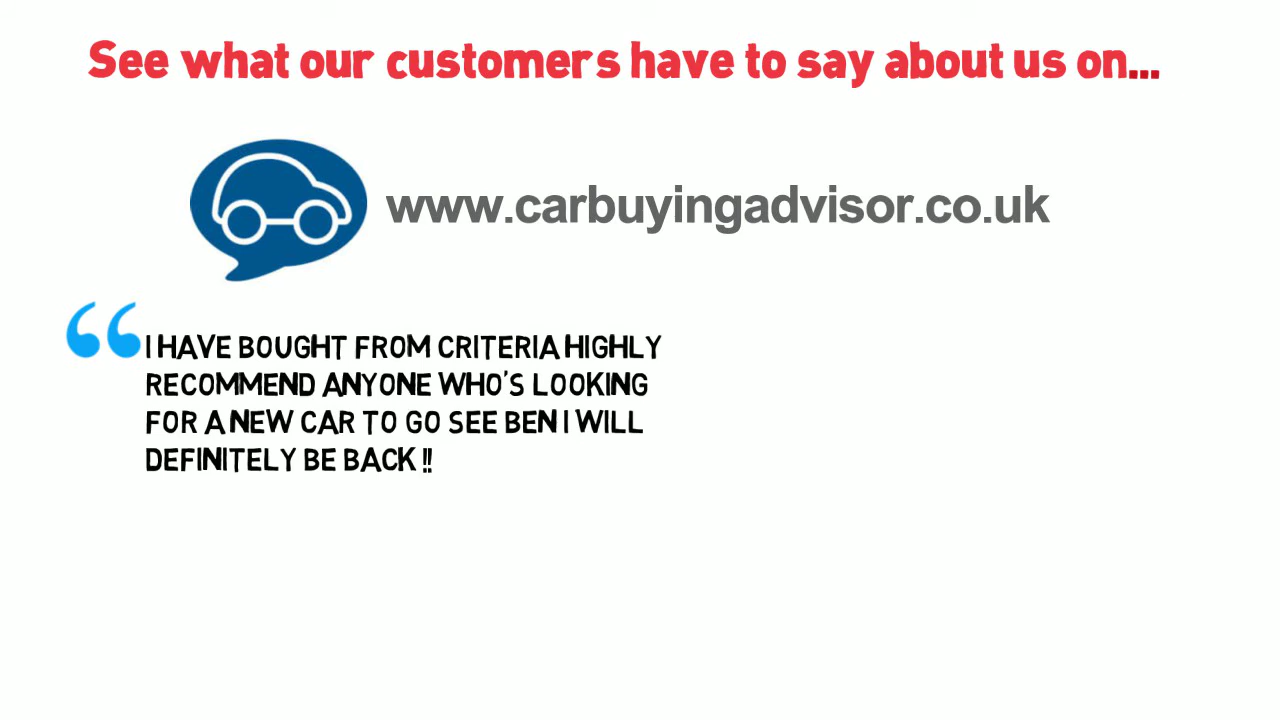 See what our customers have to say about us on...
www.carbuyingadvisor.co.uk
“I HAVE BOUGHT FROM CRITERIA HIGHLY
RECOMMEND ANYONE WHO'S LOOKING
FOR A NEW CAR TO GO SEE BEN I WILL
DEFINITELY BE BACK !!